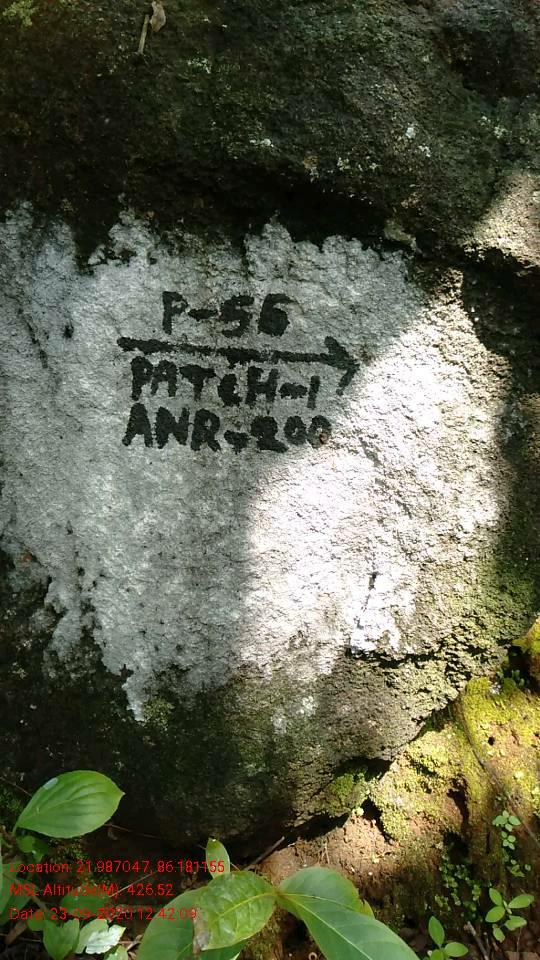 P-56
PATCH-1
ANR-200
Location: 21.987047, 86.181155
MSL Altitude(M): 426.52
Date: 23-09-2020 12:42:09